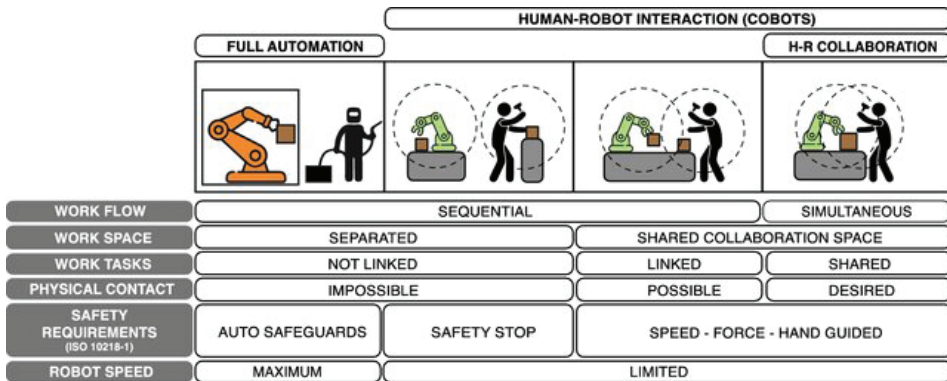 HUMAN-ROBOT INTERACTION (COBOTS)
FULL AUTOMATION
H-R COLLABORATION
WORK FLOW
SEQUENTIAL
SIMULTANEOUS
WORK SPACE
SEPARATED
SHARED COLLABORATION SPACE
WORK TASKS
NOT LINKED
LINKED
SHARED
PHYSICAL CONTACT
IMPOSSIBLE
POSSIBLE
DESIRED
SAFETY
REQUIREMENTS
(ISO 10218-1)
AUTO SAFEGUARDS
SAFETY STOP
SPEED - FORCE - HAND GUIDED
ROBOT SPEED
MAXIMUM
LIMITED